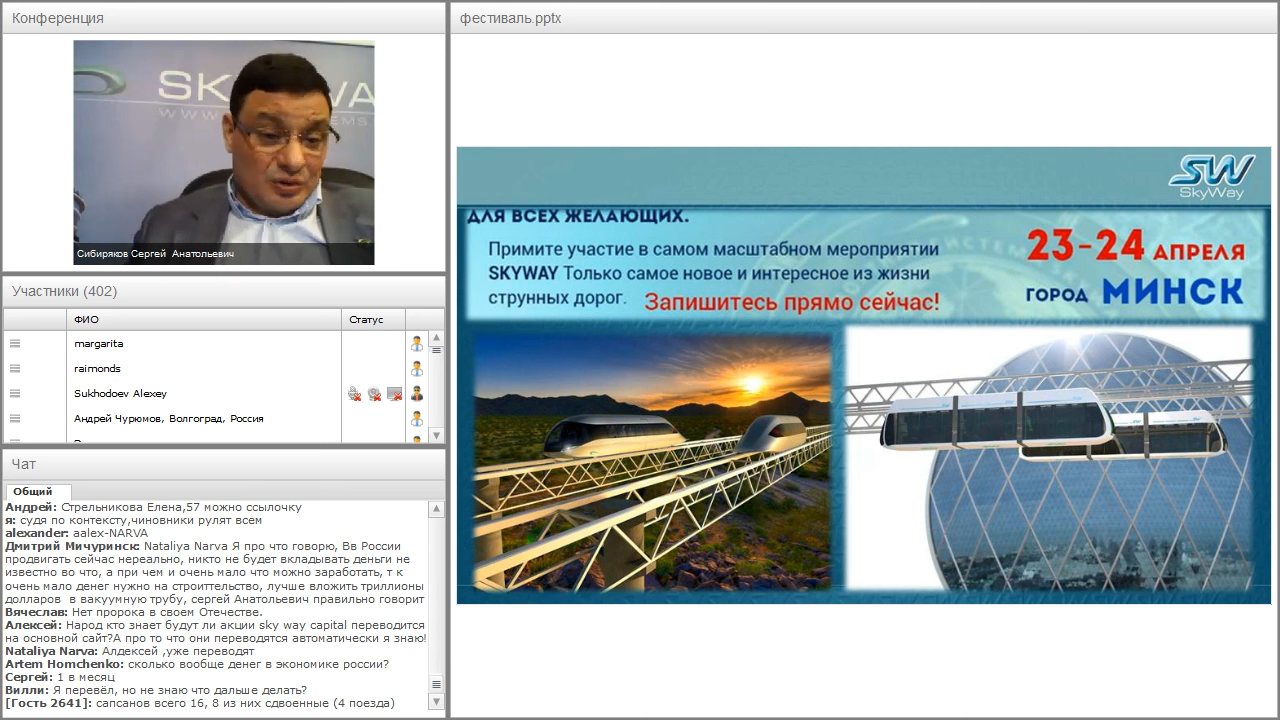 Конференция
SKYWA
WWW
EMS.
Сибиряков Сергей Анатольевич
Участники (402)
ФИО
Статус
margarita
raimonds
Sukhodoev Alexey
Андрей Чурюмов, Волгоград, Россия
Чат
Общий
Андрей: Стрельникова Елена,57 можно ссылочку
я: судя по контексту,чиновники рулят всем
alexander: aalex-NARVA
Дмитрий Мичуринск: Nataliya Narva Я про что говорю, Вв России
продвигать сейчас нереально, никто не будет вкладывать деньги не
известно во что, а при чем и очень мало что можно заработать, т к
очень мало денег нужно на строительство, лучше вложить триллионы
долларов в вакуумную трубу, сергей Анатольевич правильно говорит
Вячеслав: Нет пророка в своем Отечестве.
Алексей: Народ кто знает будут ли акции sky way capital переводится
на основной сайт?А про то что они переводятся автоматически я знаю!
Nataliya Narva: Алдексей ,уже переводят
Artem Homchenko: сколько вообще денег в экономике россии?
Сергей: 1 в месяц
Вилли: Я перевёл, но не знаю что дальше делать?
[Гость 2641]: сапсанов всего 16, 8 из них сдвоенные (4 поезда)
фестиваль.pptx
SW
SkyWay
ДЛЯ ВСЕХ ЖЕЛАЮЩИХ.
Примите участие в самом масштабном мероприятии
SKYWAY Только самое новое и интересное из жизни
струнных дорог. Запишитесь прямо сейчас!
23-24 АПРЕЛЯ
ГОРОД МИНСК